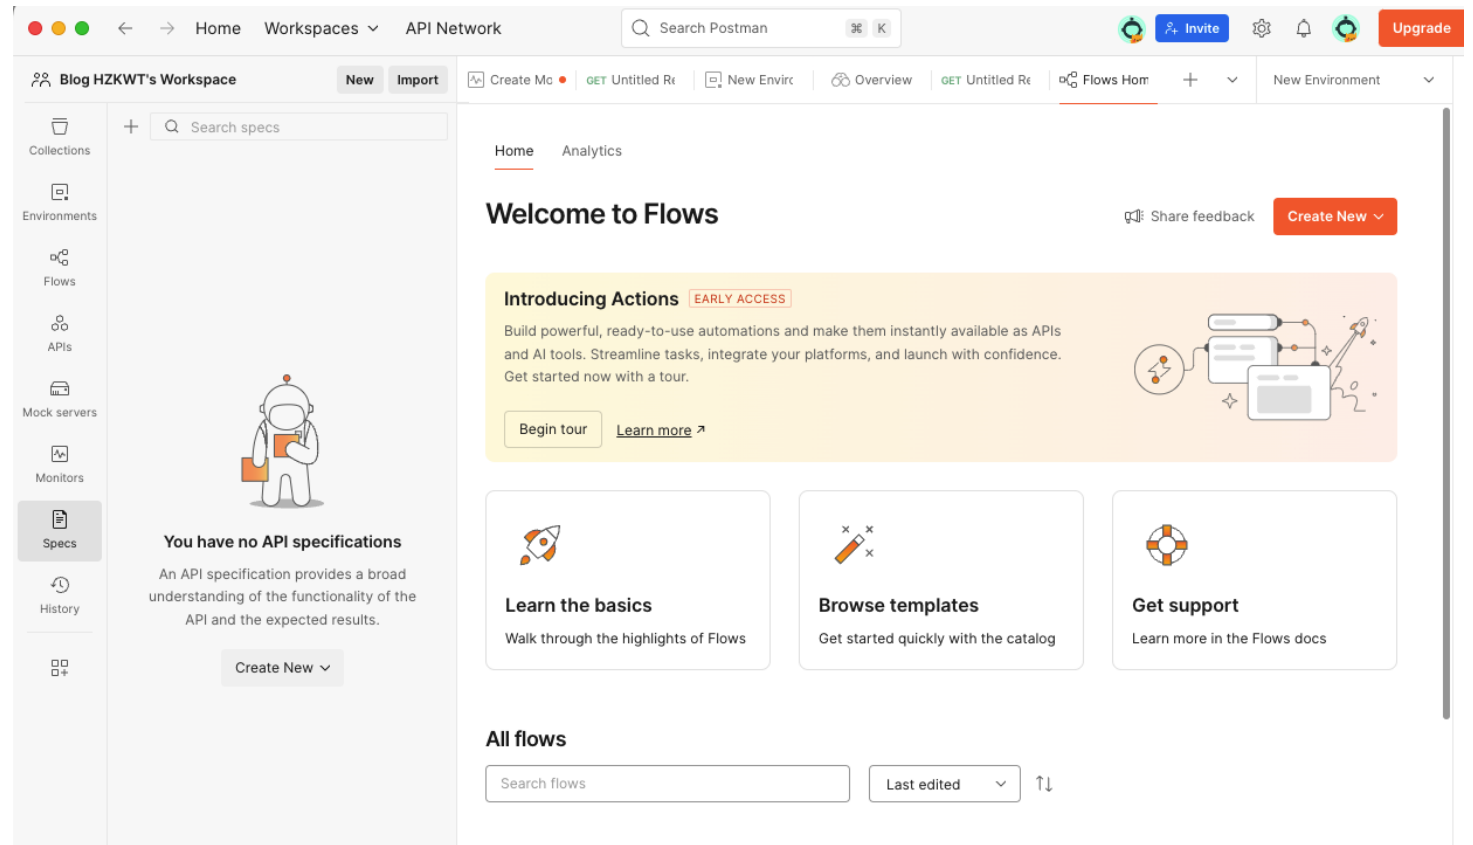 Home Workspaces API Network Search Postman ⌘ K Invite Upgrade
Blog HZKWT's Workspace New Import Create Mc GET Untitled Re New Envirc Overview GET Untitled Re Flows Hom New Environment
Search specs
Collections
Environments
Flows
APIs
Mock servers
Monitors
Specs
History
You have no API specifications
An API specification provides a broad
understanding of the functionality of the
API and the expected results.
Create New
Home Analytics
Welcome to Flows
Share feedback Create New
Introducing Actions EARLY ACCESS
Build powerful, ready-to-use automations and make them instantly available as APIs
and AI tools. Streamline tasks, integrate your platforms, and launch with confidence.
Get started now with a tour.
Begin tour Learn more
Learn the basics
Walk through the highlights of Flows
Browse templates
Get started quickly with the catalog
Get support
Learn more in the Flows docs
All flows
Search flows Last edited